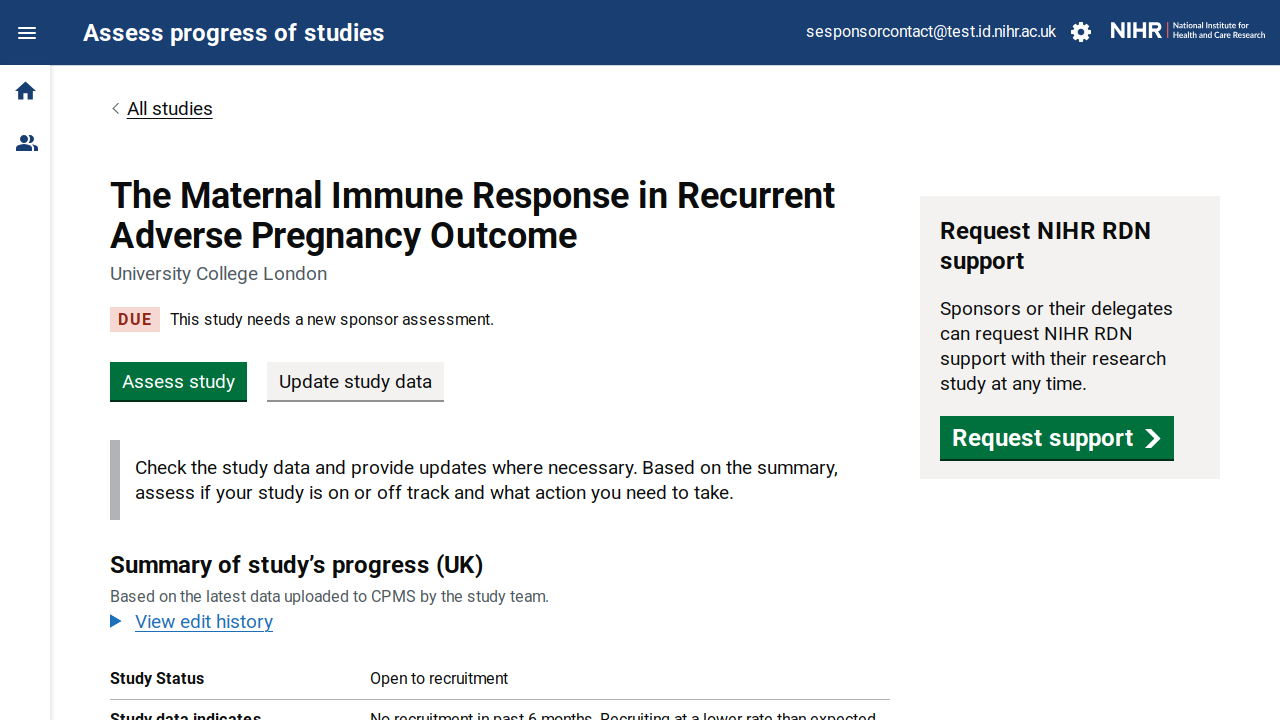 Assess progress of studies
sesponsorcontact@test.id.nihr.ac.uk
NIHR
National Institute for
Health and Care Research
All studies
The Maternal Immune Response in Recurrent
Adverse Pregnancy Outcome
University College London
DUE
This study needs a new sponsor assessment.
Assess study
Update study data
Check the study data and provide updates where necessary. Based on the summary,
assess if your study is on or off track and what action you need to take.
Summary of study’s progress (UK)
Based on the latest data uploaded to CPMS by the study team.
View edit history
Study Status
Open to recruitment
Study data indicates
No recruitment in past 6 months, Recruiting at a lower rate than expected
Request NIHR RDN
support
Sponsors or their delegates
can request NIHR RDN
support with their research
study at any time.
Request support